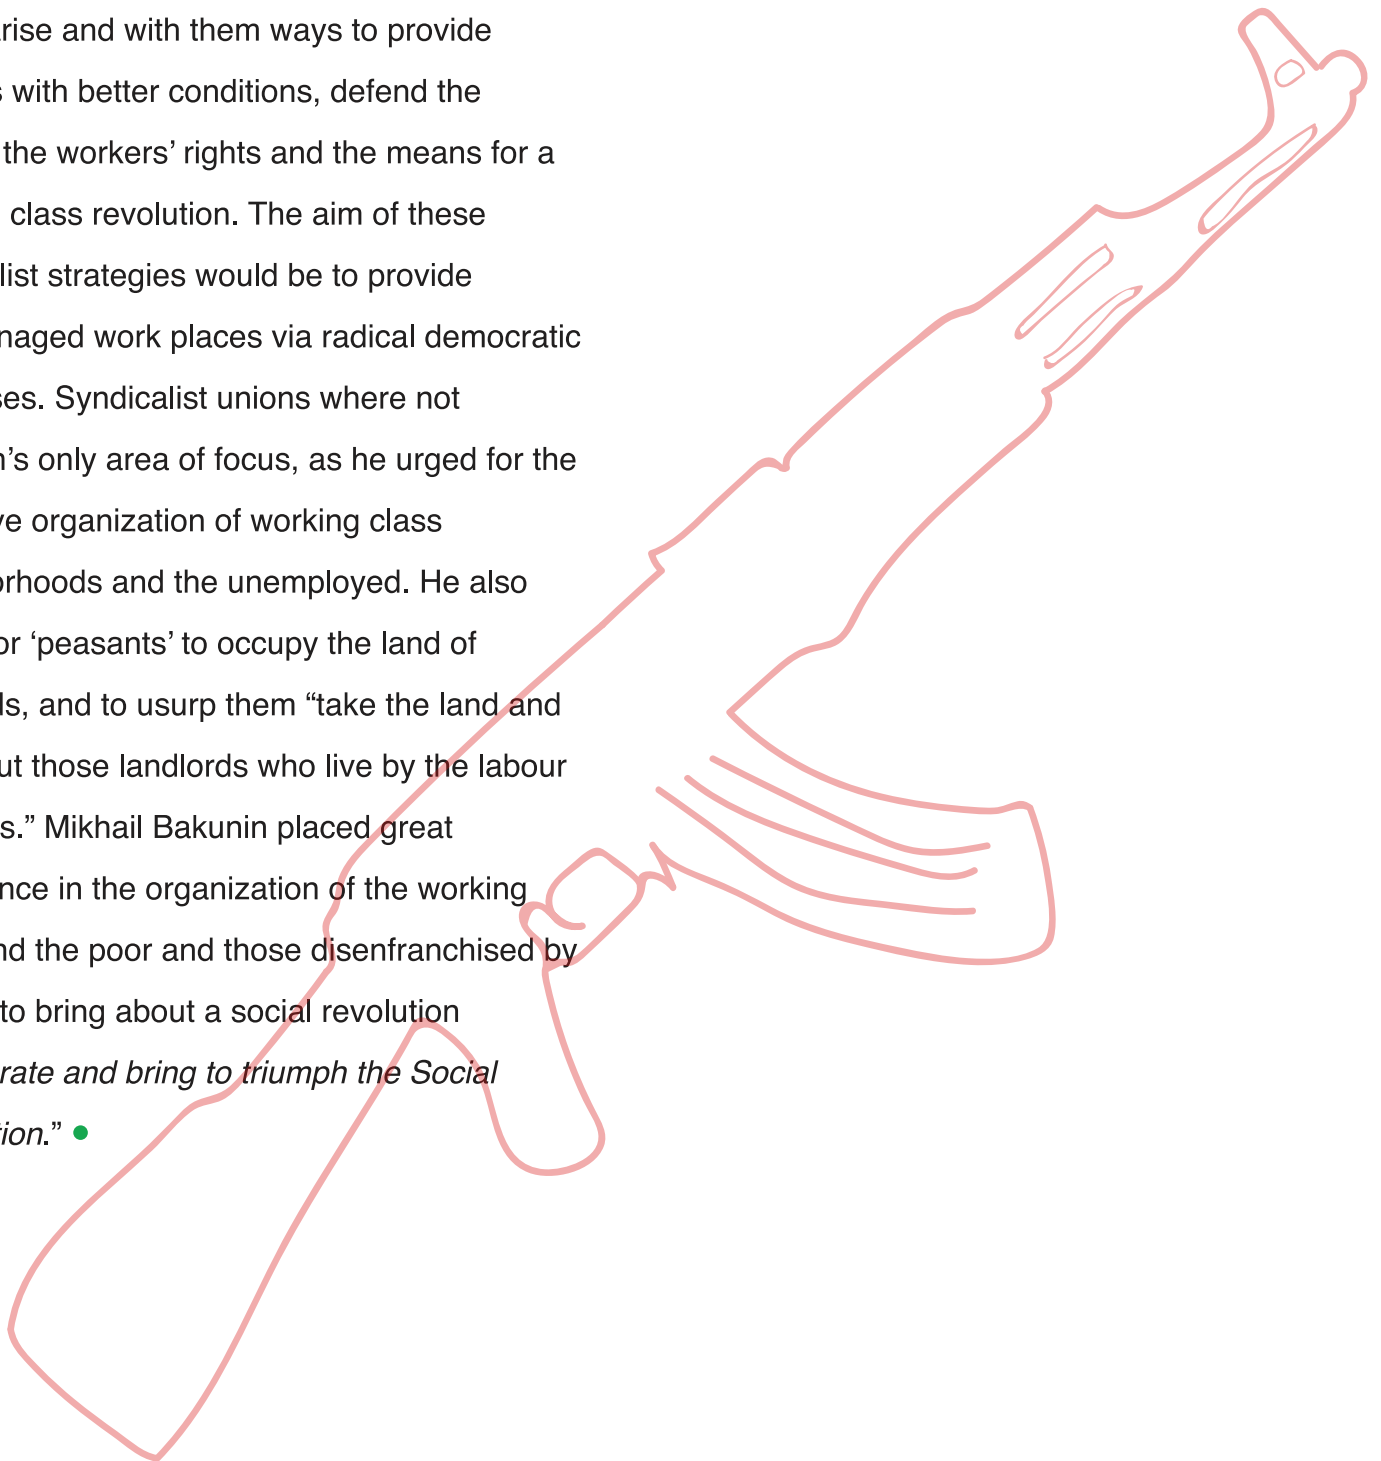 rise and with them ways to provide
s with better conditions, defend the
the workers’ rights and the means for a
class revolution. The aim of these
list strategies would be to provide
naged work places via radical democratic
ses. Syndicalist unions where not
n’s only area of focus, as he urged for the
ve organization of working class
orhoods and the unemployed. He also
or ‘peasants’ to occupy the land of
ds, and to usurp them “take the land and
ut those landlords who live by the labour
s.” Mikhail Bakunin placed great
nce in the organization of the working
nd the poor and those disenfranchised by
to bring about a social revolution
rate and bring to triumph the Social
tion.” •